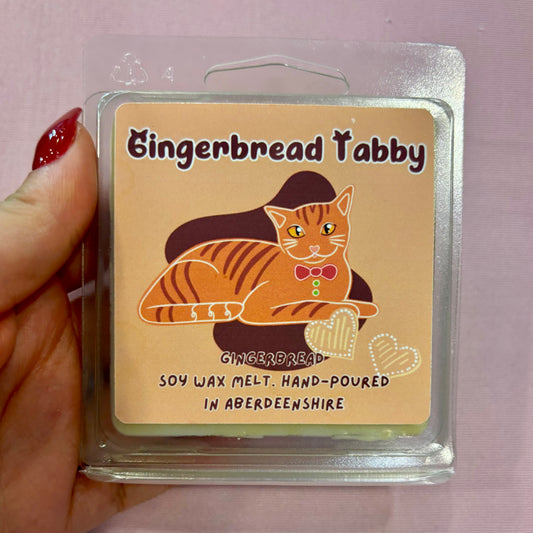 Gingerbread Tabby
GINGERBREAD
SOY WAX MELT. HAND-POURED
IN ABERDEENSHIRE